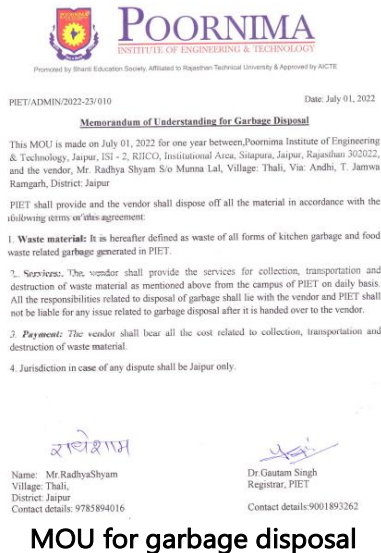 POORNIMA
INSTITUTE OF ENGINEERING & TECHNOLOGY
Promoted by Shanti Education Society, Affiliated to Rajasthan Technical University & Approved by AICTE
PIET/ADMIN/2022-23/010 Date: July 01, 2022
Memorandum of Understanding for Garbage Disposal
This MOU is made on July 01, 2022 for one year between,Poornima Institute of Engineering
& Technology, Jaipur, ISI - 2, RIICO, Institutional Area, Sitapura, Jaipur, Rajasthan 302022,
and the vendor, Mr. Radhya Shyam S/o Munna Lal, Village: Thali, Via: Andhi, T. Jamwa
Ramgarh, District: Jaipur
PIET shall provide and the vendor shall dispose off all the material in accordance with the
following terms of this agreement:
1. Waste material: It is hereafter defined as waste of all forms of kitchen garbage and food
waste related garbage generated in PIET.
2. Services:. The vendor shall provide the services for collection, transportation and
destruction of waste material as mentioned above from the campus of PIET on daily basis.
All the responsibilities related to disposal of garbage shall lie with the vendor and PIET shall
not be liable for any issue related to garbage disposal after it is handed over to the vendor.
3. Payment: The vendor shall bear all the cost related to collection, transportation and
destruction of waste material.
4. Jurisdiction in case of any dispute shall be Jaipur only.
राधेशाम
Name: Mr.RadhyaShyam
Village: Thali,
District: Jaipur
Contact details: 9785894016
Dr.Gautam Singh
Registrar, PIET
Contact details:9001893262
MOU for garbage disposal